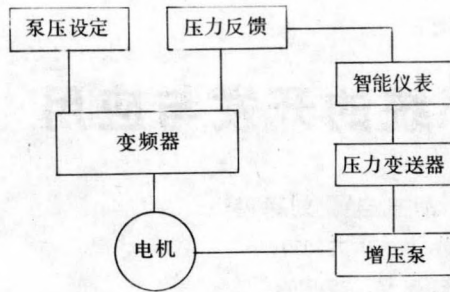 泵压设定
压力反馈
智能仪表
变频器
压力变送器
电机
增压泵